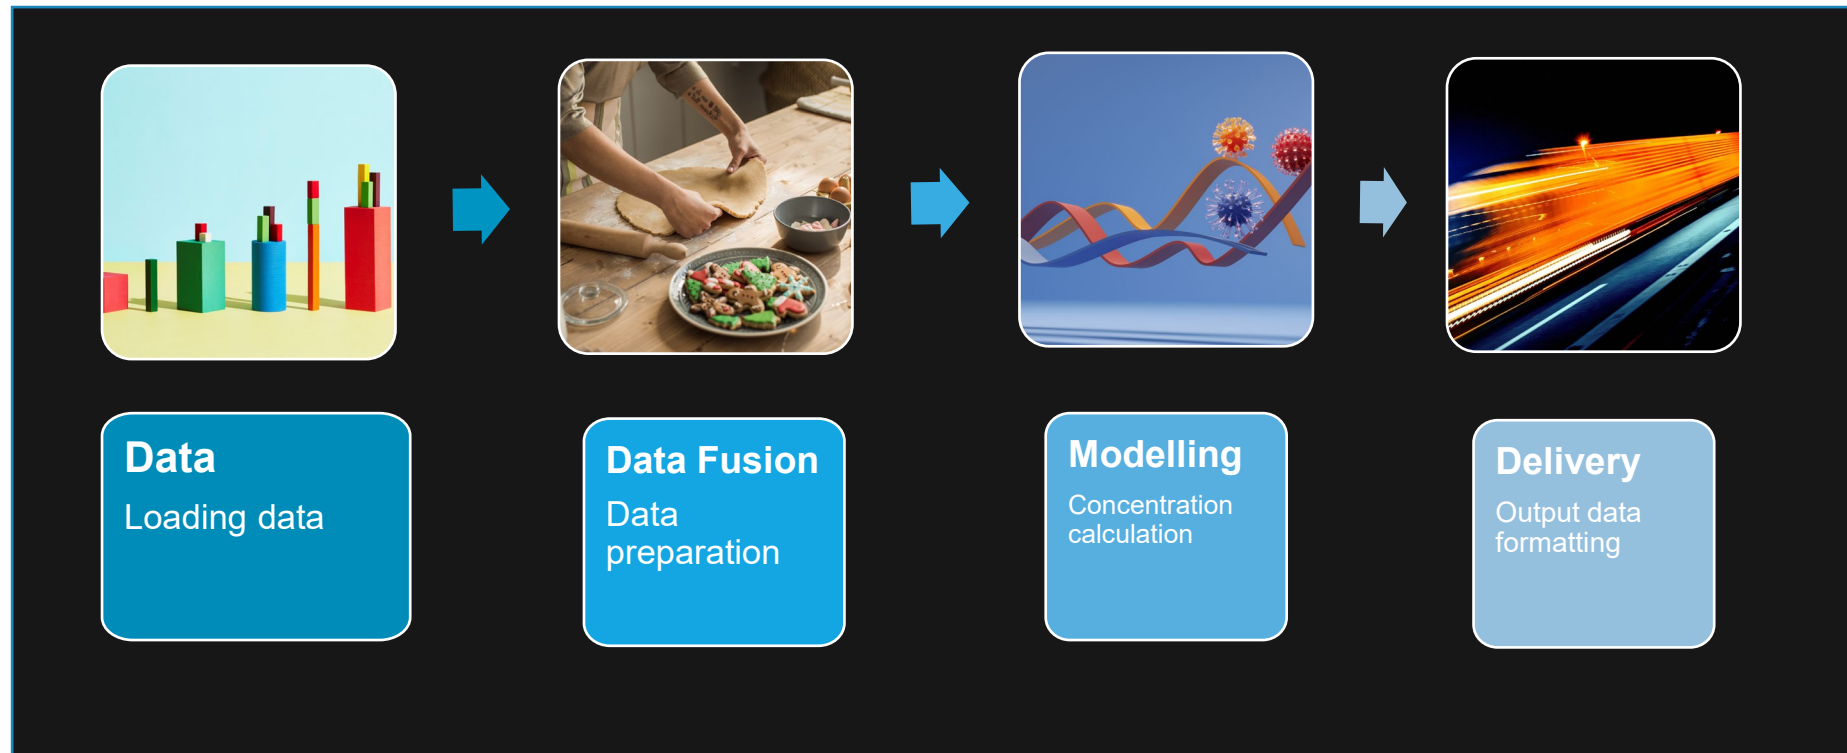 Data
Loading data
Data Fusion
Data
preparation
Modelling
Concentration
calculation
Delivery
Output data
formatting